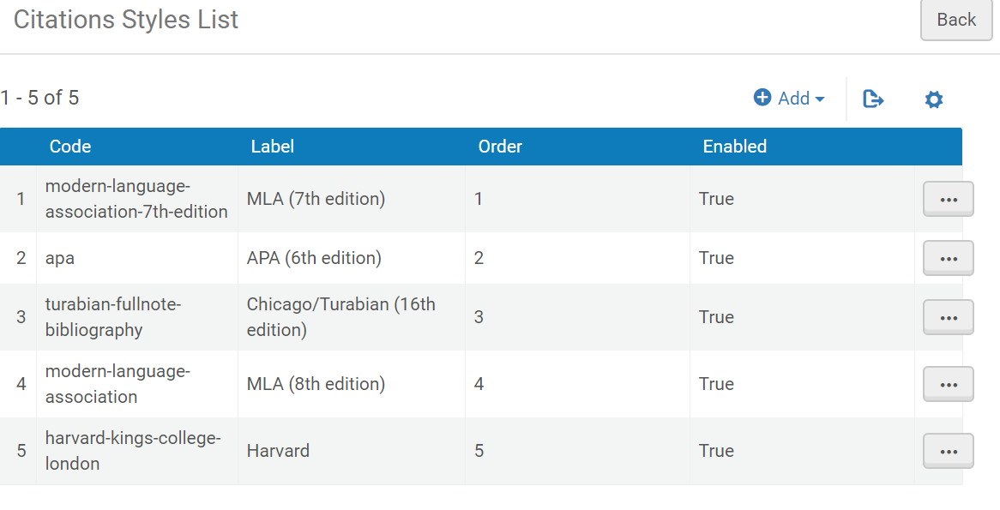 Citations Styles List
Back
1 - 5 of 5
Add
Code Label Order Enabled
1 modern-language-association-7th-edition MLA (7th edition) 1 True
2 apa APA (6th edition) 2 True
3 turabian-fullnote-bibliography Chicago/Turabian (16th edition) 3 True
4 modern-language-association MLA (8th edition) 4 True
5 harvard-kings-college-london Harvard 5 True